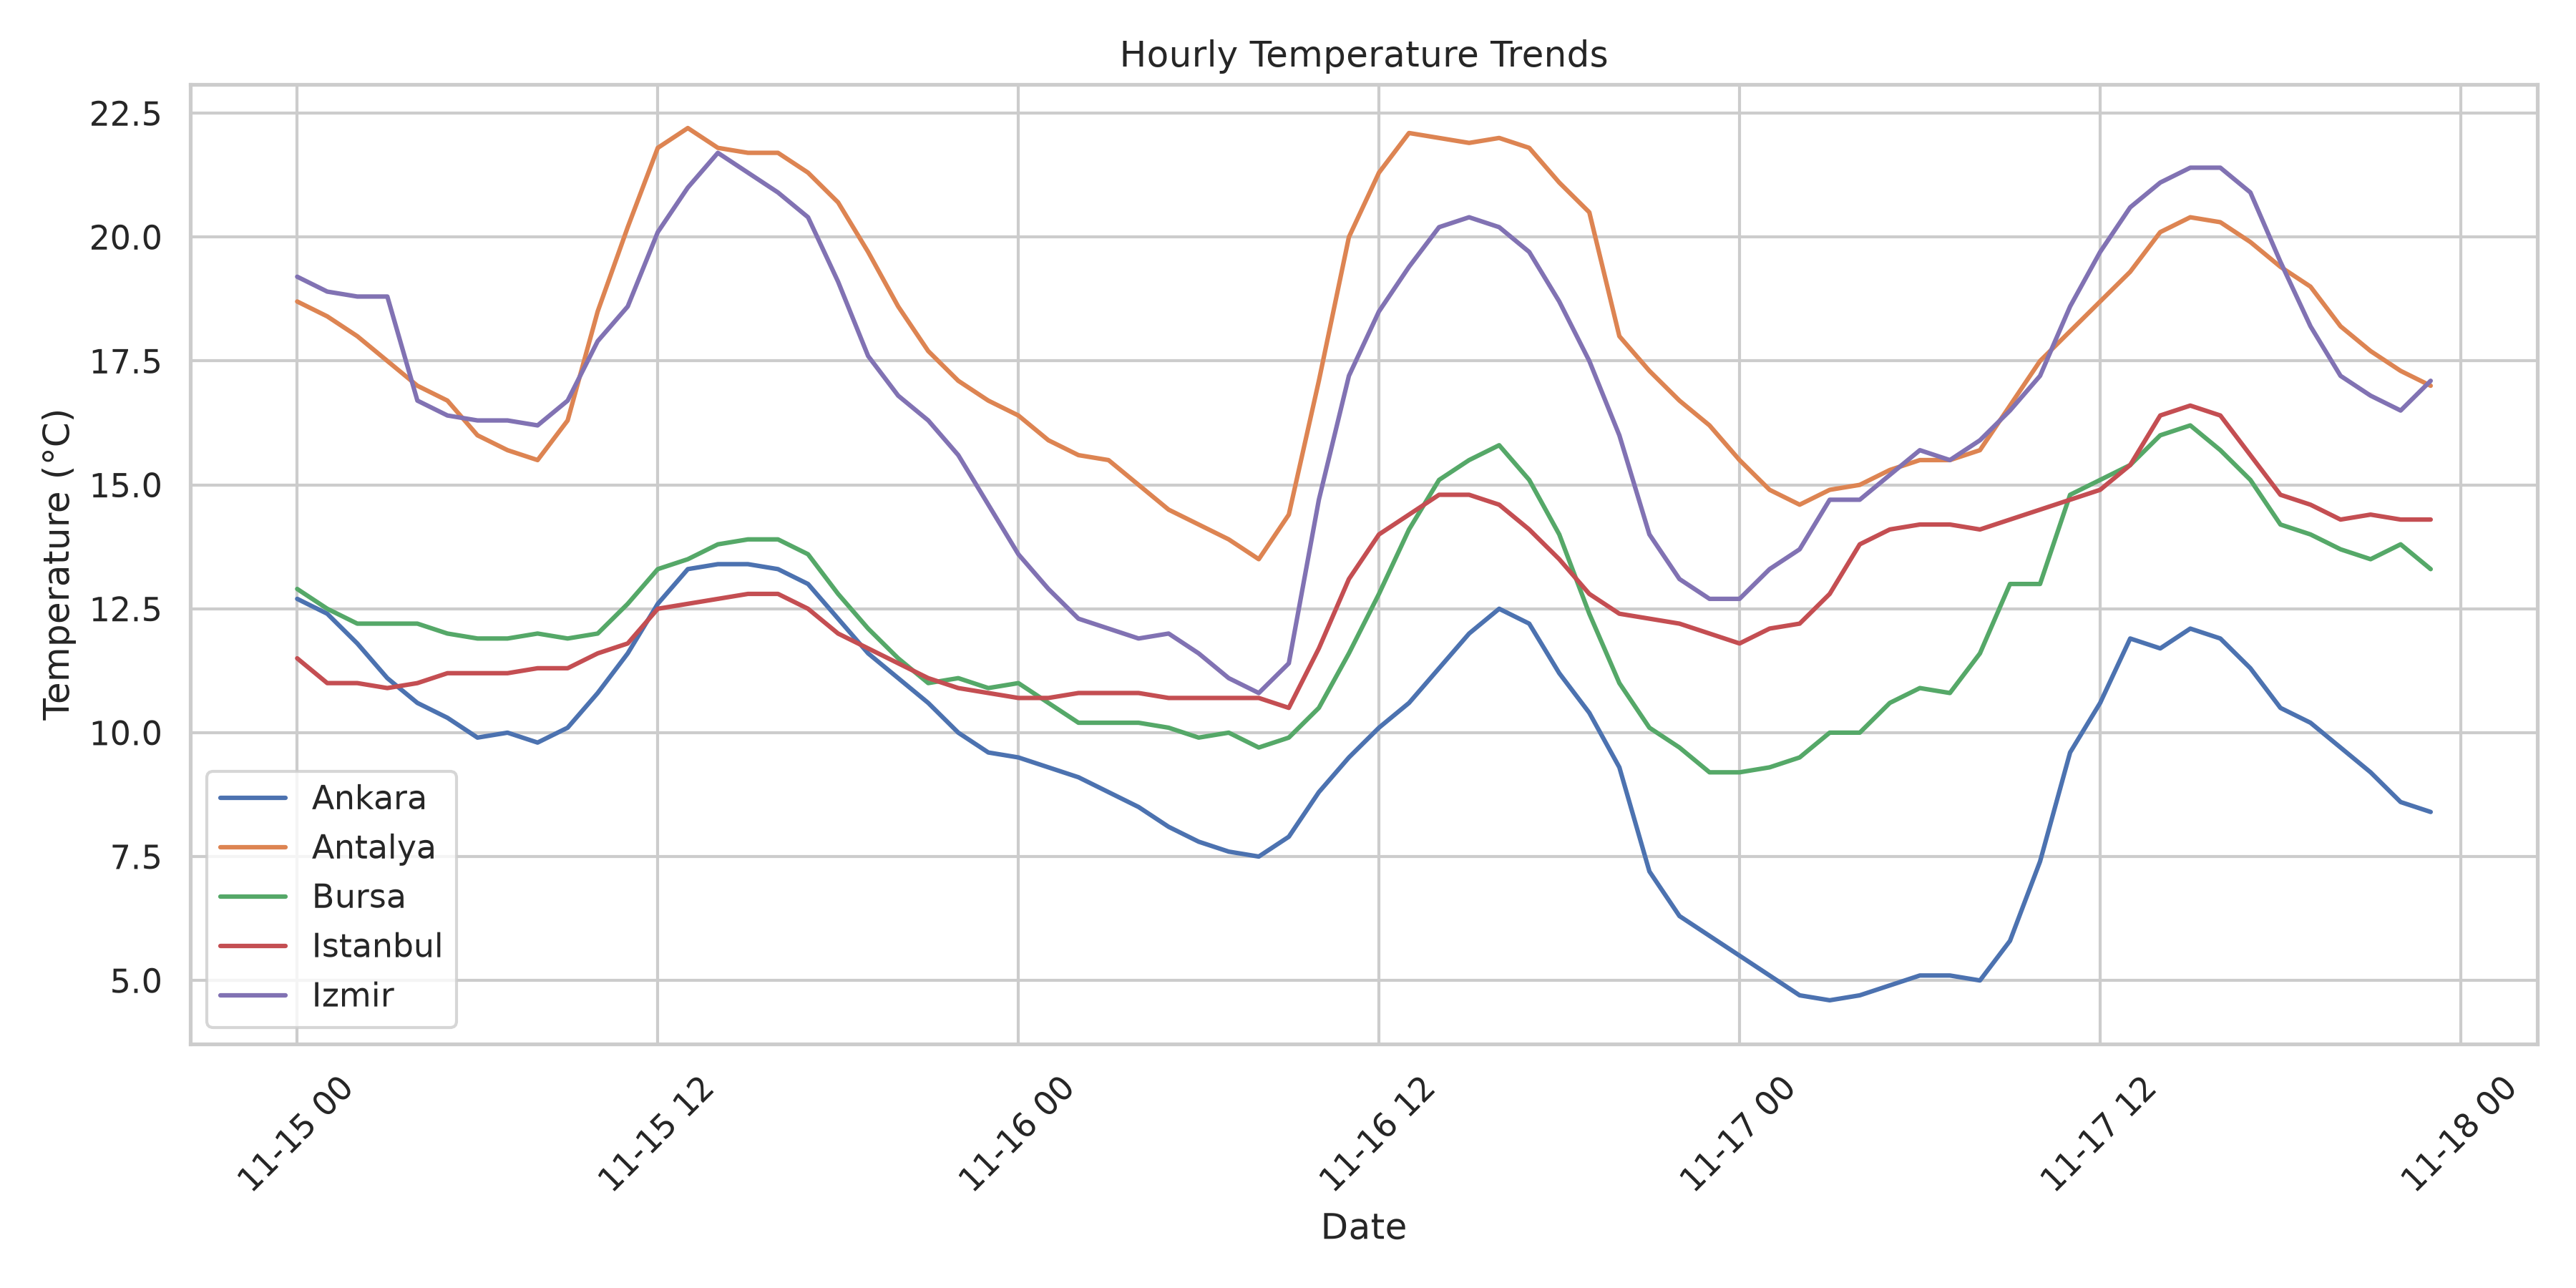 Hourly Temperature Trends
Temperature (°C)
22.5
20.0
17.5
15.0
12.5
10.0
7.5
5.0
Ankara
Antalya
Bursa
Istanbul
Izmir
11-15 00
11-15 12
11-16 00
11-16 12
11-17 00
11-17 12
11-18 00
Date